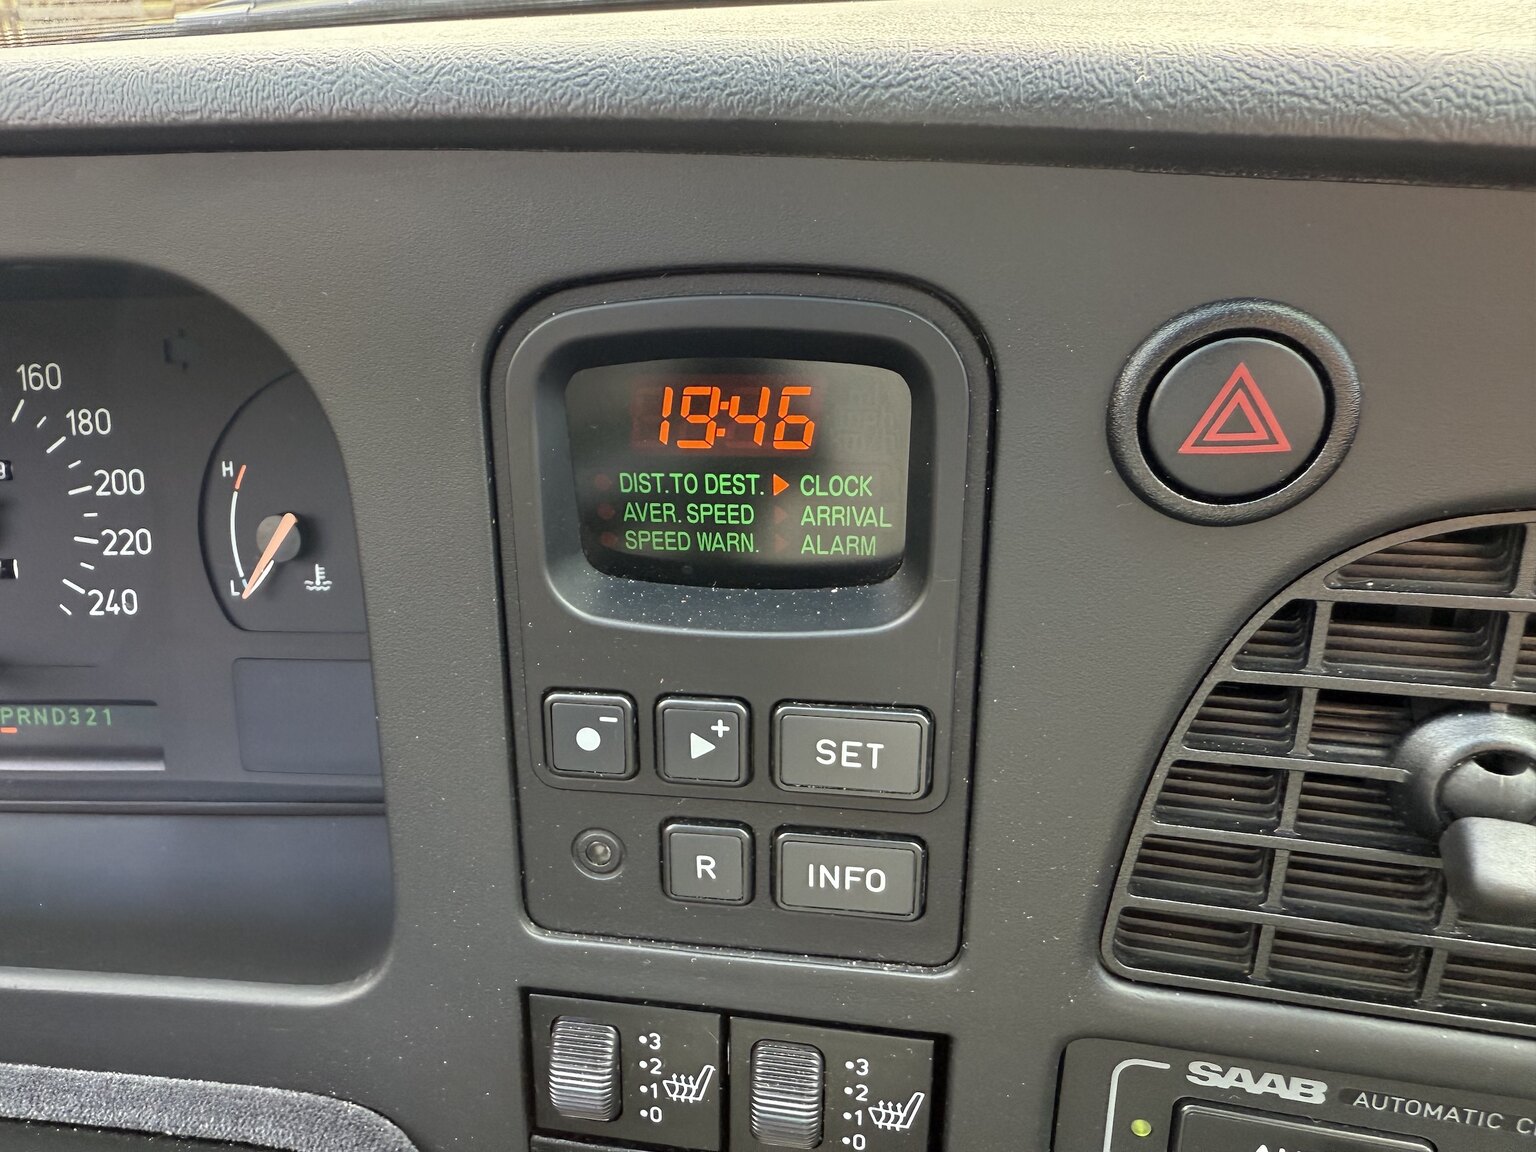 160
180
200
220
240
H
L
PRND321
19:46
DIST.TO DEST. CLOCK
AVER. SPEED ARRIVAL
SPEED WARN. ALARM
- + SET
R INFO
3
2
1
0
3
2
1
0
SAAB AUTOMATIC